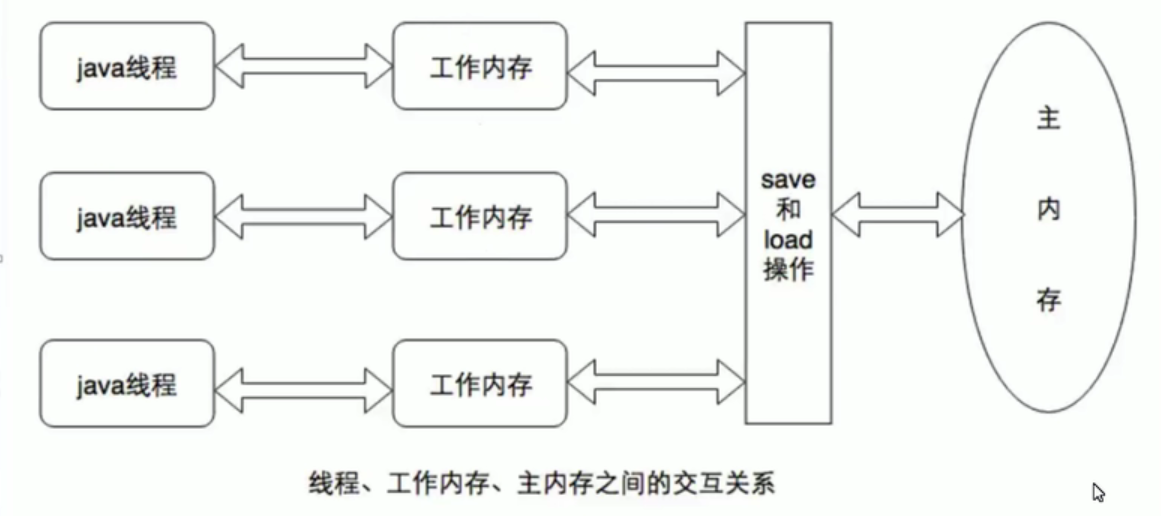 java线程
工作内存
java线程
工作内存
java线程
工作内存
save
和
load
操作
主
内
存
线程、工作内存、主内存之间的交互关系